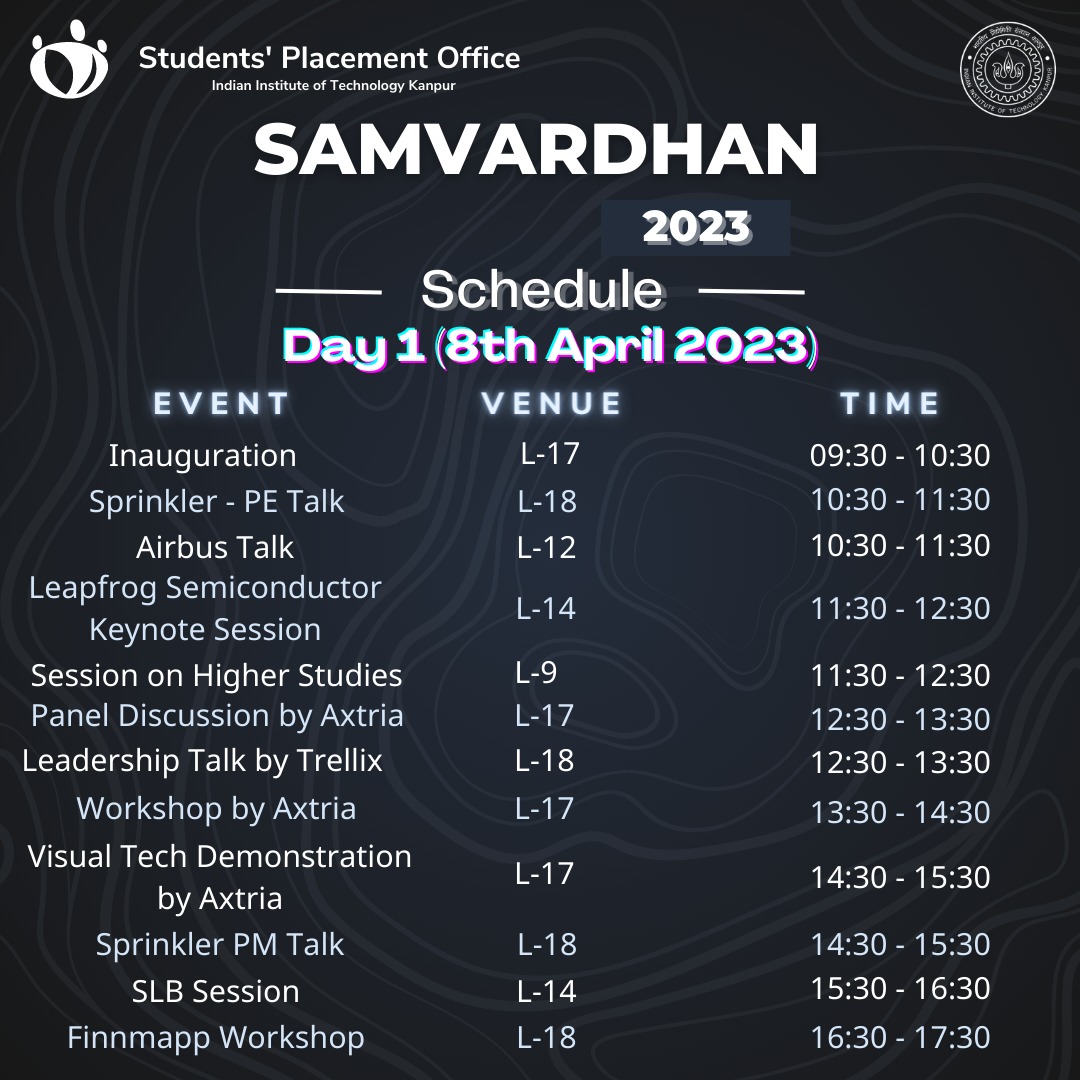 Students' Placement Office
Indian Institute of Technology Kanpur
INDIAN INSTITUTE OF TECHNOLOGY KANPUR
SAMVARDHAN
2023
Schedule
Day 1 (8th April 2023)
EVENT VENUE TIME
Inauguration L-17 09:30 - 10:30
Sprinkler - PE Talk L-18 10:30 - 11:30
Airbus Talk L-12 10:30 - 11:30
Leapfrog Semiconductor
Keynote Session L-14 11:30 - 12:30
Session on Higher Studies L-9 11:30 - 12:30
Panel Discussion by Axtria L-17 12:30 - 13:30
Leadership Talk by Trellix L-18 12:30 - 13:30
Workshop by Axtria L-17 13:30 - 14:30
Visual Tech Demonstration
by Axtria L-17 14:30 - 15:30
Sprinkler PM Talk L-18 14:30 - 15:30
SLB Session L-14 15:30 - 16:30
Finnmapp Workshop L-18 16:30 - 17:30